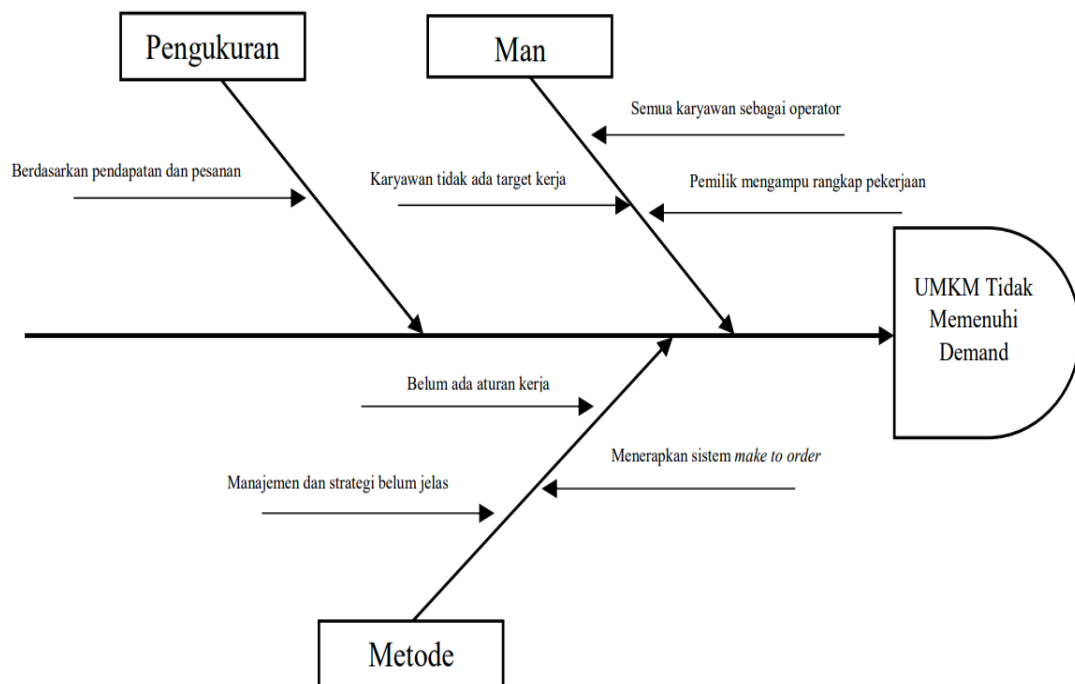 Pengukuran
Man
Semua karyawan sebagai operator
Berdasarkan pendapatan dan pesanan
Karyawan tidak ada target kerja
Pemilik mengampu rangkap pekerjaan
UMKM Tidak
Memenuhi
Demand
Belum ada aturan kerja
Menerapkan sistem make to order
Manajemen dan strategi belum jelas
Metode